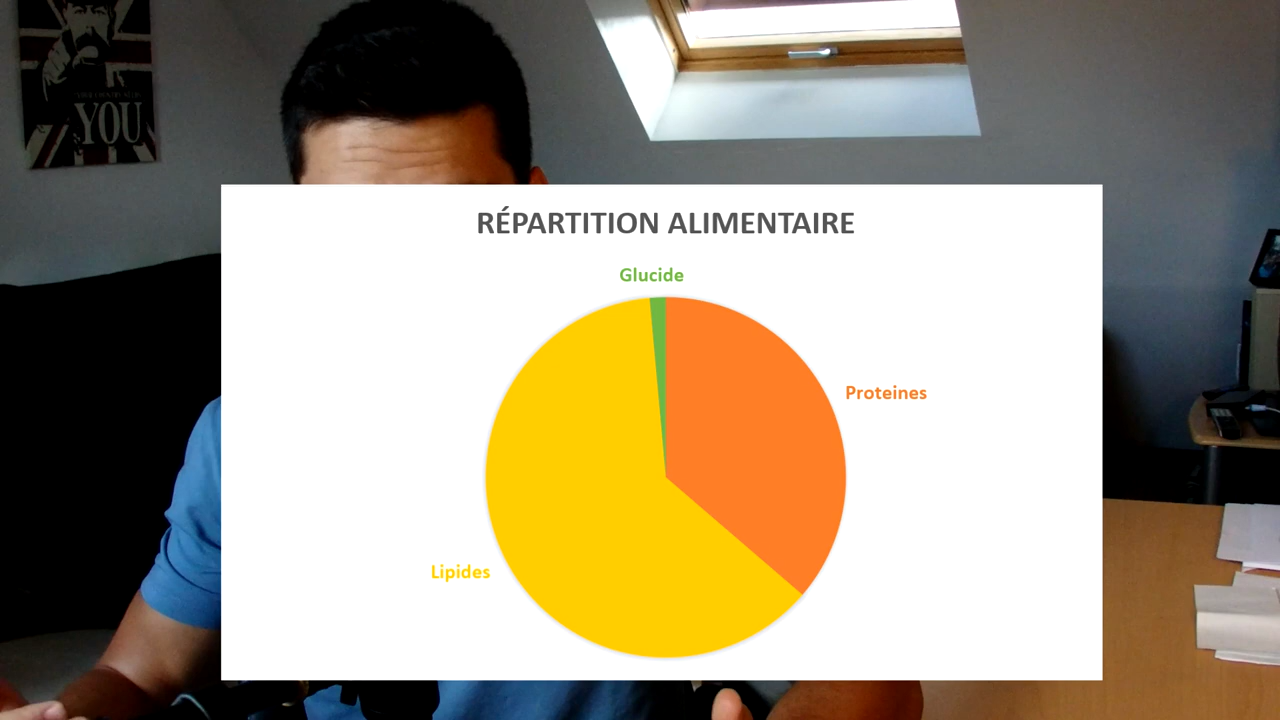 YOU
RÉPARTITION ALIMENTAIRE
Glucide
Proteines
Lipides